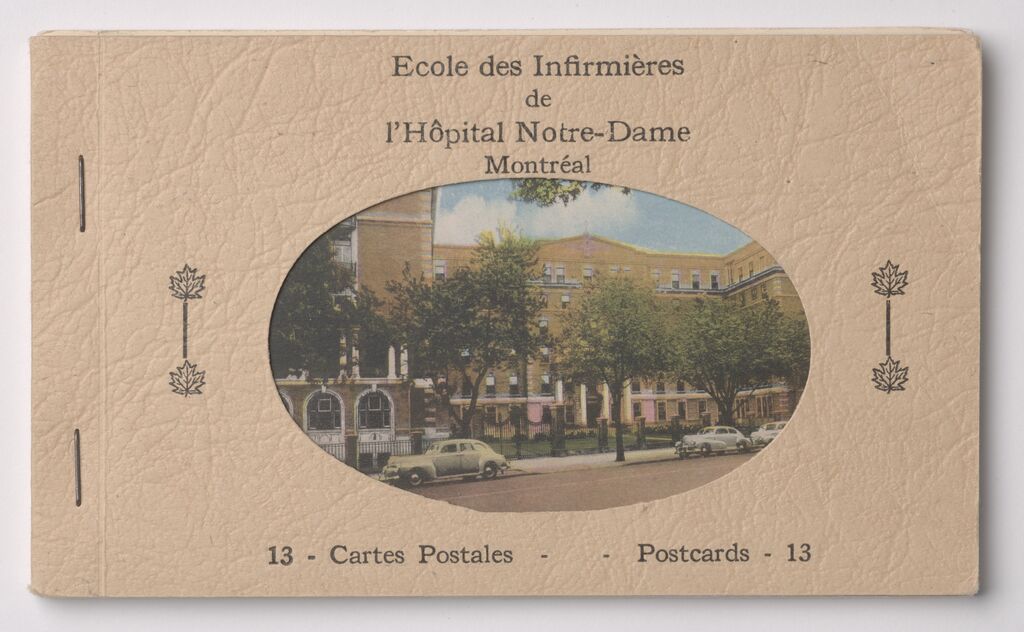 Ecole des Infirmières
de
l'Hôpital Notre-Dame
Montréal
13 - Cartes Postales - - Postcards - 13